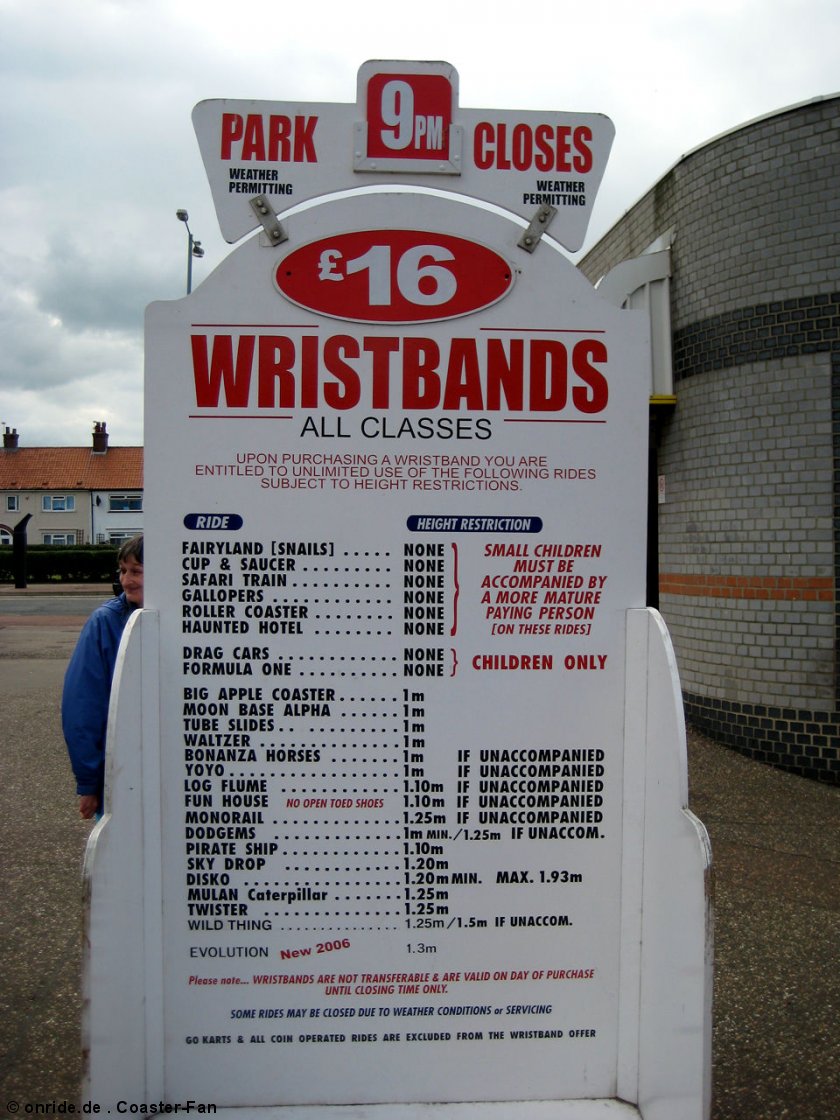 PARK 9PM CLOSES
WEATHER PERMITTING WEATHER PERMITTING
£16
WRISTBANDS
ALL CLASSES
UPON PURCHASING A WRISTBAND YOU ARE
ENTITLED TO UNLIMITED USE OF THE FOLLOWING RIDES
SUBJECT TO HEIGHT RESTRICTIONS.
RIDE HEIGHT RESTRICTION
FAIRYLAND [SNAILS] ..... NONE
CUP & SAUCER ........... NONE
SAFARI TRAIN ............ NONE
GALLOPERS .............. NONE
ROLLER COASTER ........ NONE
HAUNTED HOTEL ........ NONE
SMALL CHILDREN
MUST BE
ACCOMPANIED BY
A MORE MATURE
PAYING PERSON
[ON THESE RIDES]
DRAG CARS .............. NONE
FORMULA ONE ........... NONE
CHILDREN ONLY
BIG APPLE COASTER ...... 1m
MOON BASE ALPHA ...... 1m
TUBE SLIDES . . ......... 1m
WALTZER ............... 1m
BONANZA HORSES ....... 1m IF UNACCOMPANIED
YOYO .................. 1m IF UNACCOMPANIED
LOG FLUME ............ 1.10m IF UNACCOMPANIED
FUN HOUSE NO OPEN TOED SHOES 1.10m IF UNACCOMPANIED
MONORAIL ............. 1.25m IF UNACCOMPANIED
DODGEMS ............. 1m MIN./1.25m IF UNACCOM.
PIRATE SHIP ............ 1.10m
SKY DROP ............ 1.20m
DISKO ................ 1.20m MIN. MAX. 1.93m
MULAN Caterpillar ....... 1.25m
TWISTER .............. 1.25m
WILD THING ............... 1.25m /1.5m IF UNACCOM.
EVOLUTION New 2006 1.3m
Please note... WRISTBANDS ARE NOT TRANSFERABLE & ARE VALID ON DAY OF PURCHASE
UNTIL CLOSING TIME ONLY.
SOME RIDES MAY BE CLOSED DUE TO WEATHER CONDITIONS or SERVICING
GO KARTS & ALL COIN OPERATED RIDES ARE EXCLUDED FROM THE WRISTBAND OFFER
© onride.de . Coaster-Fan